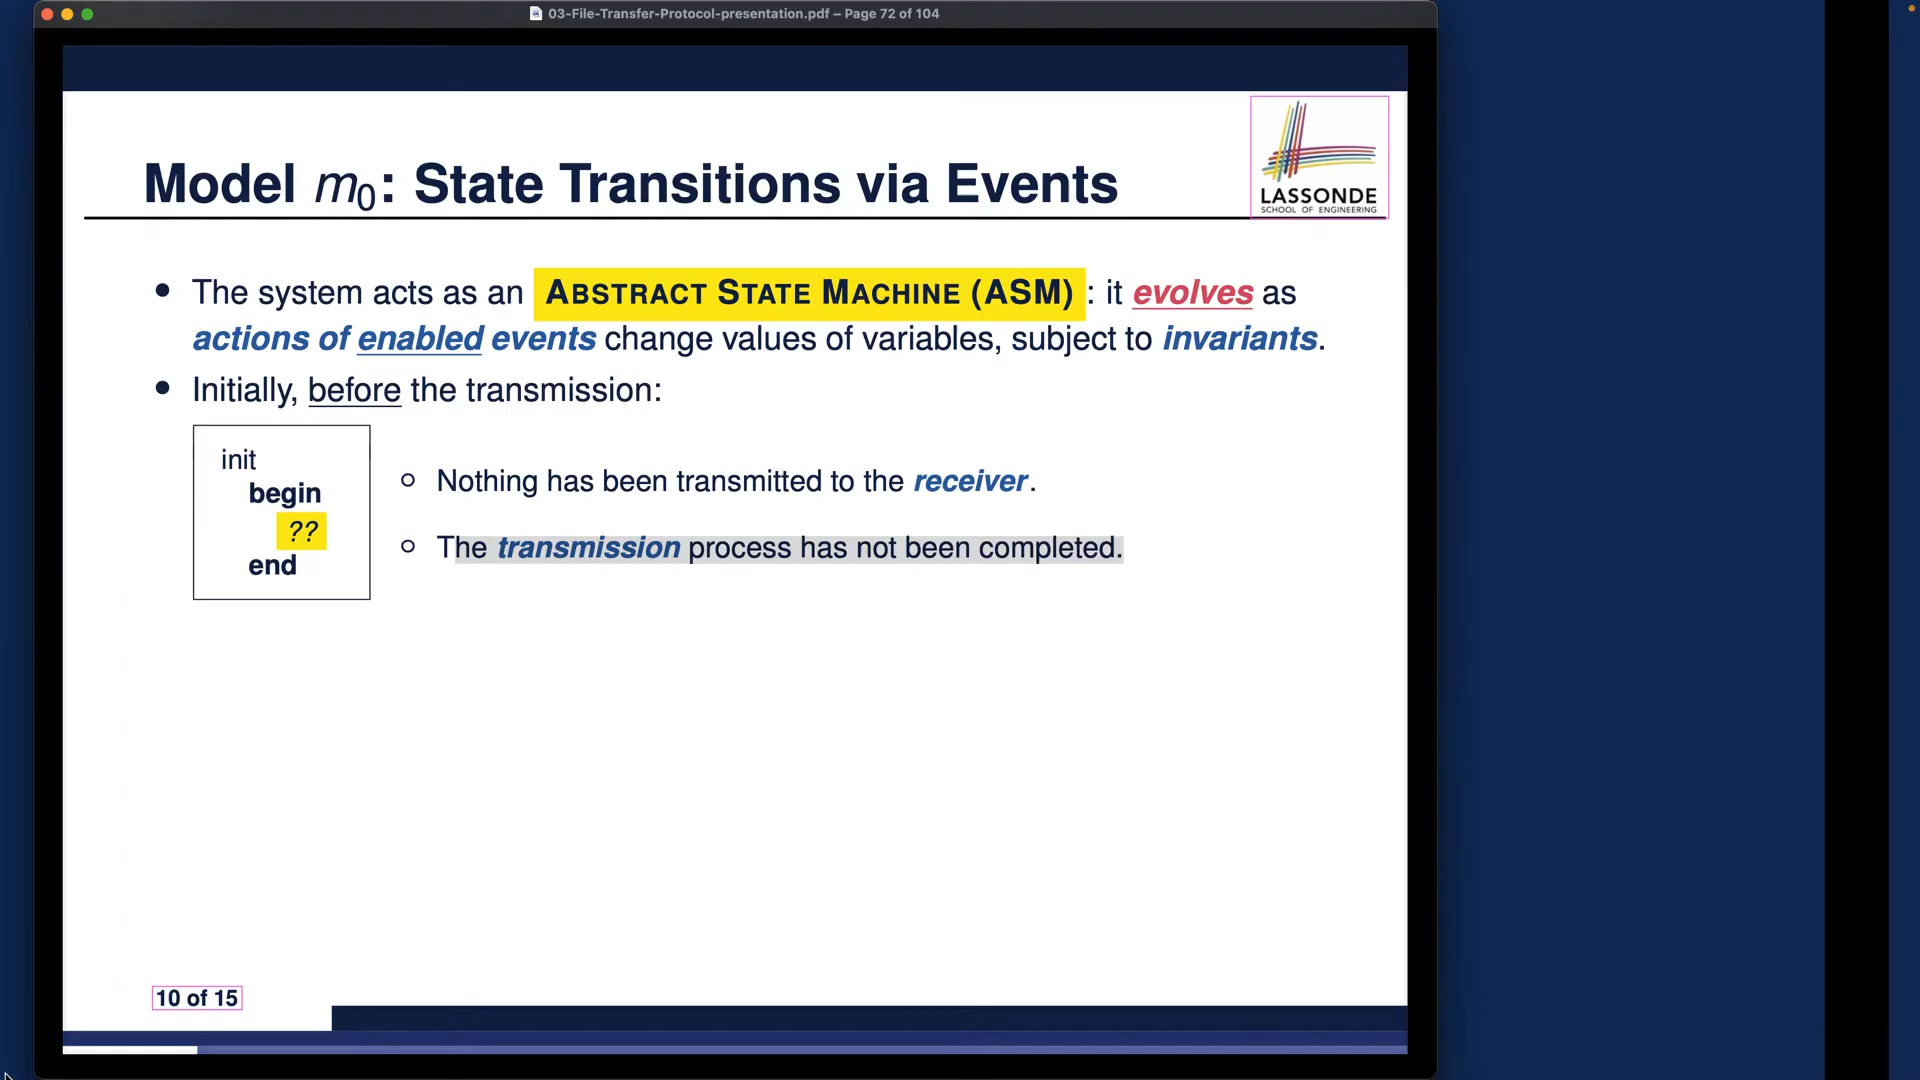 03-File-Transfer-Protocol-presentation.pdf – Page 72 of 104
LASSONDE
SCHOOL OF ENGINEERING
Model m₀: State Transitions via Events
• The system acts as an ABSTRACT STATE MACHINE (ASM) : it evolves as
actions of enabled events change values of variables, subject to invariants.
• Initially, before the transmission:
init
begin
??
end
○ Nothing has been transmitted to the receiver.
○ The transmission process has not been completed.
10 of 15